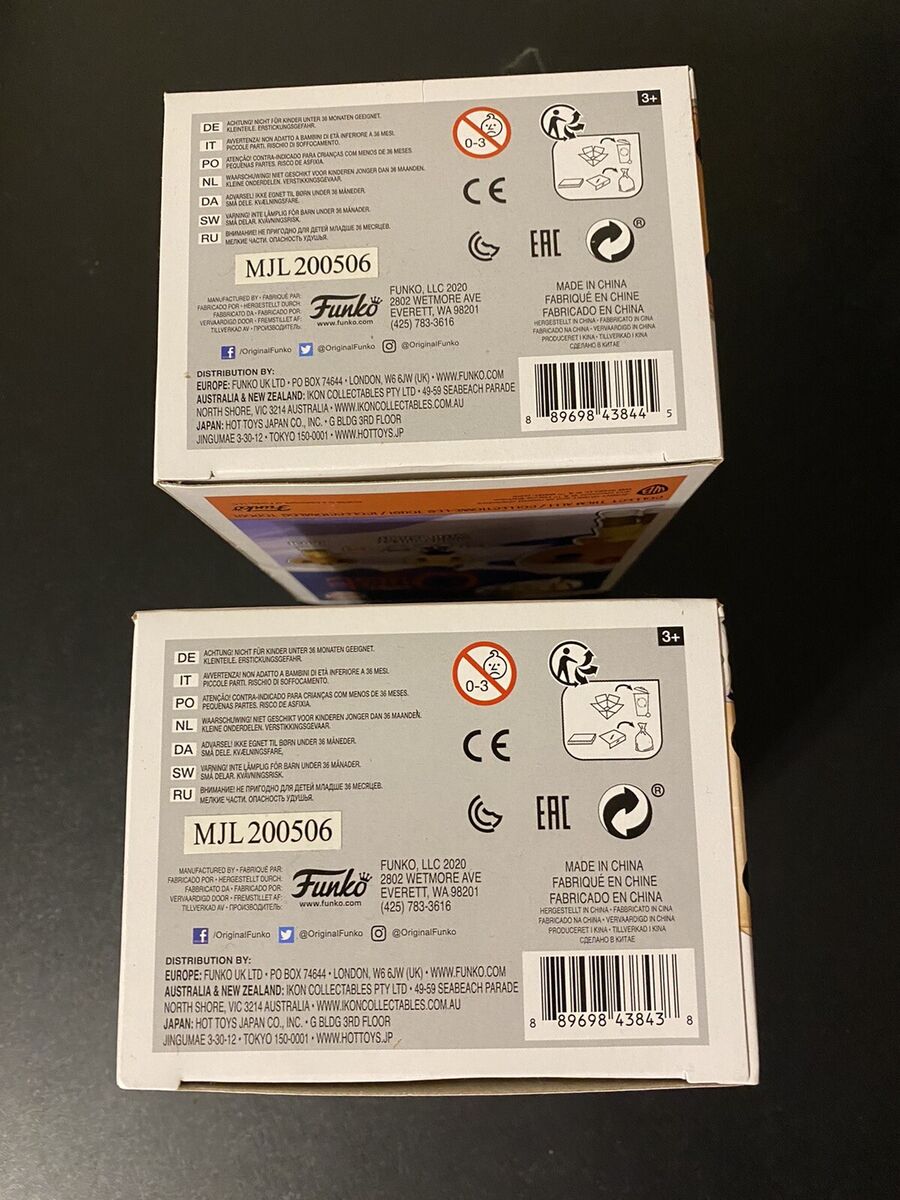 3+
DE ACHTUNG! NICHT FÜR KINDER UNTER 36 MONATEN GEEIGNET.
KLEINTEILE. ERSTICKUNGSGEFAHR.
IT AVVERTENZA! NON ADATTO A BAMBINI DI ETÀ INFERIORE A 36 MESI.
PICCOLE PARTI. RISCHIO DI SOFFOCAMENTO.
PO ATENÇÃO! CONTRA-INDICADO PARA CRIANÇAS COM MENOS DE 36 MESES.
PEQUENAS PARTES. RISCO DE ASFIXIA.
NL WAARSCHUWING! NIET GESCHIKT VOOR KINDEREN JONGER DAN 36 MAANDEN.
KLEINE ONDERDELEN. VERSTIKKINGSGEVAAR.
DA ADVARSEL! IKKE EGNET TIL BØRN UNDER 36 MÅNEDER.
SMÅ DELE. KVÆLNINGSFARE.
SW VARNING! INTE LÄMPLIG FÖR BARN UNDER 36 MÅNADER.
SMÅ DELAR. KVÄVNINGSRISK.
RU ВНИМАНИЕ! НЕ ПРИГОДНО ДЛЯ ДЕТЕЙ МЛАДШЕ 36 МЕСЯЦЕВ.
МЕЛКИЕ ЧАСТИ. ОПАСНОСТЬ УДУШЬЯ.
0-3
CE
EAC
®
MJL 200506
MANUFACTURED BY • FABRIQUÉ PAR:
FABRICADO POR • HERGESTELLT DURCH:
FABBRICATO DA • FABRICADO POR:
VERVAARDIGD DOOR • FREMSTILLET AF:
TILLVERKAD AV • ПРОИЗВОДИТЕЛЬ:
Funko
www.funko.com
FUNKO, LLC 2020
2802 WETMORE AVE
EVERETT, WA 98201
(425) 783-3616
MADE IN CHINA
FABRIQUÉ EN CHINE
FABRICADO EN CHINA
HERGESTELLT IN CHINA • FABBRICATO IN CINA
FABRICADO NA CHINA • VERVAARDIGD IN CHINA
PRODUCERET I KINA • TILLVERKAD I KINA
СДЕЛАНО В КИТАЕ
/OriginalFunko @OriginalFunko @OriginalFunko
DISTRIBUTION BY:
EUROPE: FUNKO UK LTD • PO BOX 74644 • LONDON, W6 6JW (UK) • WWW.FUNKO.COM
AUSTRALIA & NEW ZEALAND: IKON COLLECTABLES PTY LTD • 49-59 SEABEACH PARADE
NORTH SHORE, VIC 3214 AUSTRALIA • WWW.IKONCOLLECTABLES.COM.AU
JAPAN: HOT TOYS JAPAN CO., INC. • G BLDG 3RD FLOOR
JINGUMAE 3-30-12 • TOKYO 150-0001 • WWW.HOTTOYS.JP
8 89698 43844 5
Funko
3+
DE ACHTUNG! NICHT FÜR KINDER UNTER 36 MONATEN GEEIGNET.
KLEINTEILE. ERSTICKUNGSGEFAHR.
IT AVVERTENZA! NON ADATTO A BAMBINI DI ETÀ INFERIORE A 36 MESI.
PICCOLE PARTI. RISCHIO DI SOFFOCAMENTO.
PO ATENÇÃO! CONTRA-INDICADO PARA CRIANÇAS COM MENOS DE 36 MESES.
PEQUENAS PARTES. RISCO DE ASFIXIA.
NL WAARSCHUWING! NIET GESCHIKT VOOR KINDEREN JONGER DAN 36 MAANDEN.
KLEINE ONDERDELEN. VERSTIKKINGSGEVAAR.
DA ADVARSEL! IKKE EGNET TIL BØRN UNDER 36 MÅNEDER.
SMÅ DELE. KVÆLNINGSFARE.
SW VARNING! INTE LÄMPLIG FÖR BARN UNDER 36 MÅNADER.
SMÅ DELAR. KVÄVNINGSRISK.
RU ВНИМАНИЕ! НЕ ПРИГОДНО ДЛЯ ДЕТЕЙ МЛАДШЕ 36 МЕСЯЦЕВ.
МЕЛКИЕ ЧАСТИ. ОПАСНОСТЬ УДУШЬЯ.
0-3
CE
EAC
®
MJL 200506
MANUFACTURED BY • FABRIQUÉ PAR:
FABRICADO POR • HERGESTELLT DURCH:
FABBRICATO DA • FABRICADO POR:
VERVAARDIGD DOOR • FREMSTILLET AF:
TILLVERKAD AV • ПРОИЗВОДИТЕЛЬ:
Funko
www.funko.com
FUNKO, LLC 2020
2802 WETMORE AVE
EVERETT, WA 98201
(425) 783-3616
MADE IN CHINA
FABRIQUÉ EN CHINE
FABRICADO EN CHINA
HERGESTELLT IN CHINA • FABBRICATO IN CINA
FABRICADO NA CHINA • VERVAARDIGD IN CHINA
PRODUCERET I KINA • TILLVERKAD I KINA
СДЕЛАНО В КИТАЕ
/OriginalFunko @OriginalFunko @OriginalFunko
DISTRIBUTION BY:
EUROPE: FUNKO UK LTD • PO BOX 74644 • LONDON, W6 6JW (UK) • WWW.FUNKO.COM
AUSTRALIA & NEW ZEALAND: IKON COLLECTABLES PTY LTD • 49-59 SEABEACH PARADE
NORTH SHORE, VIC 3214 AUSTRALIA • WWW.IKONCOLLECTABLES.COM.AU
JAPAN: HOT TOYS JAPAN CO., INC. • G BLDG 3RD FLOOR
JINGUMAE 3-30-12 • TOKYO 150-0001 • WWW.HOTTOYS.JP
8 89698 43843 8